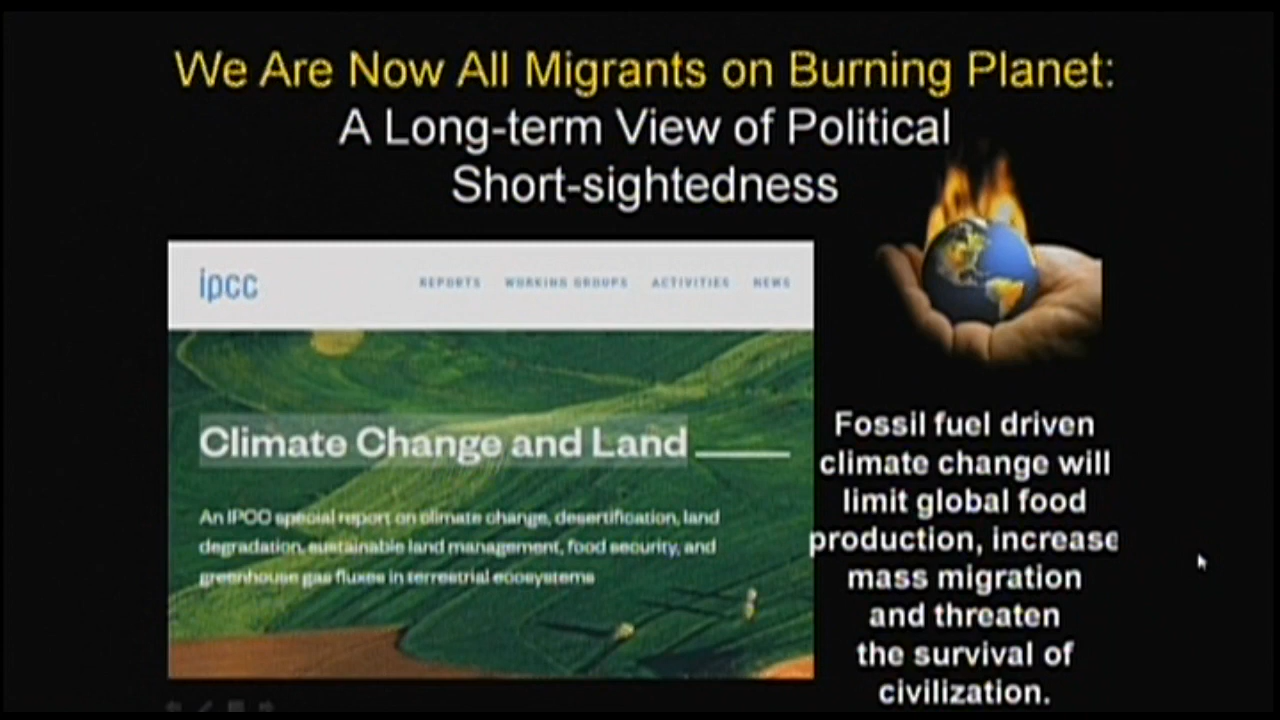 We Are Now All Migrants on Burning Planet:
A Long-term View of Political
Short-sightedness
ipcc
REPORTS WORKING GROUPS ACTIVITIES NEWS
Climate Change and Land
An IPCC special report on climate change, desertification, land
degradation, sustainable land management, food security, and
greenhouse gas fluxes in terrestrial ecosystems
Fossil fuel driven
climate change will
limit global food
production, increase
mass migration
and threaten
the survival of
civilization.